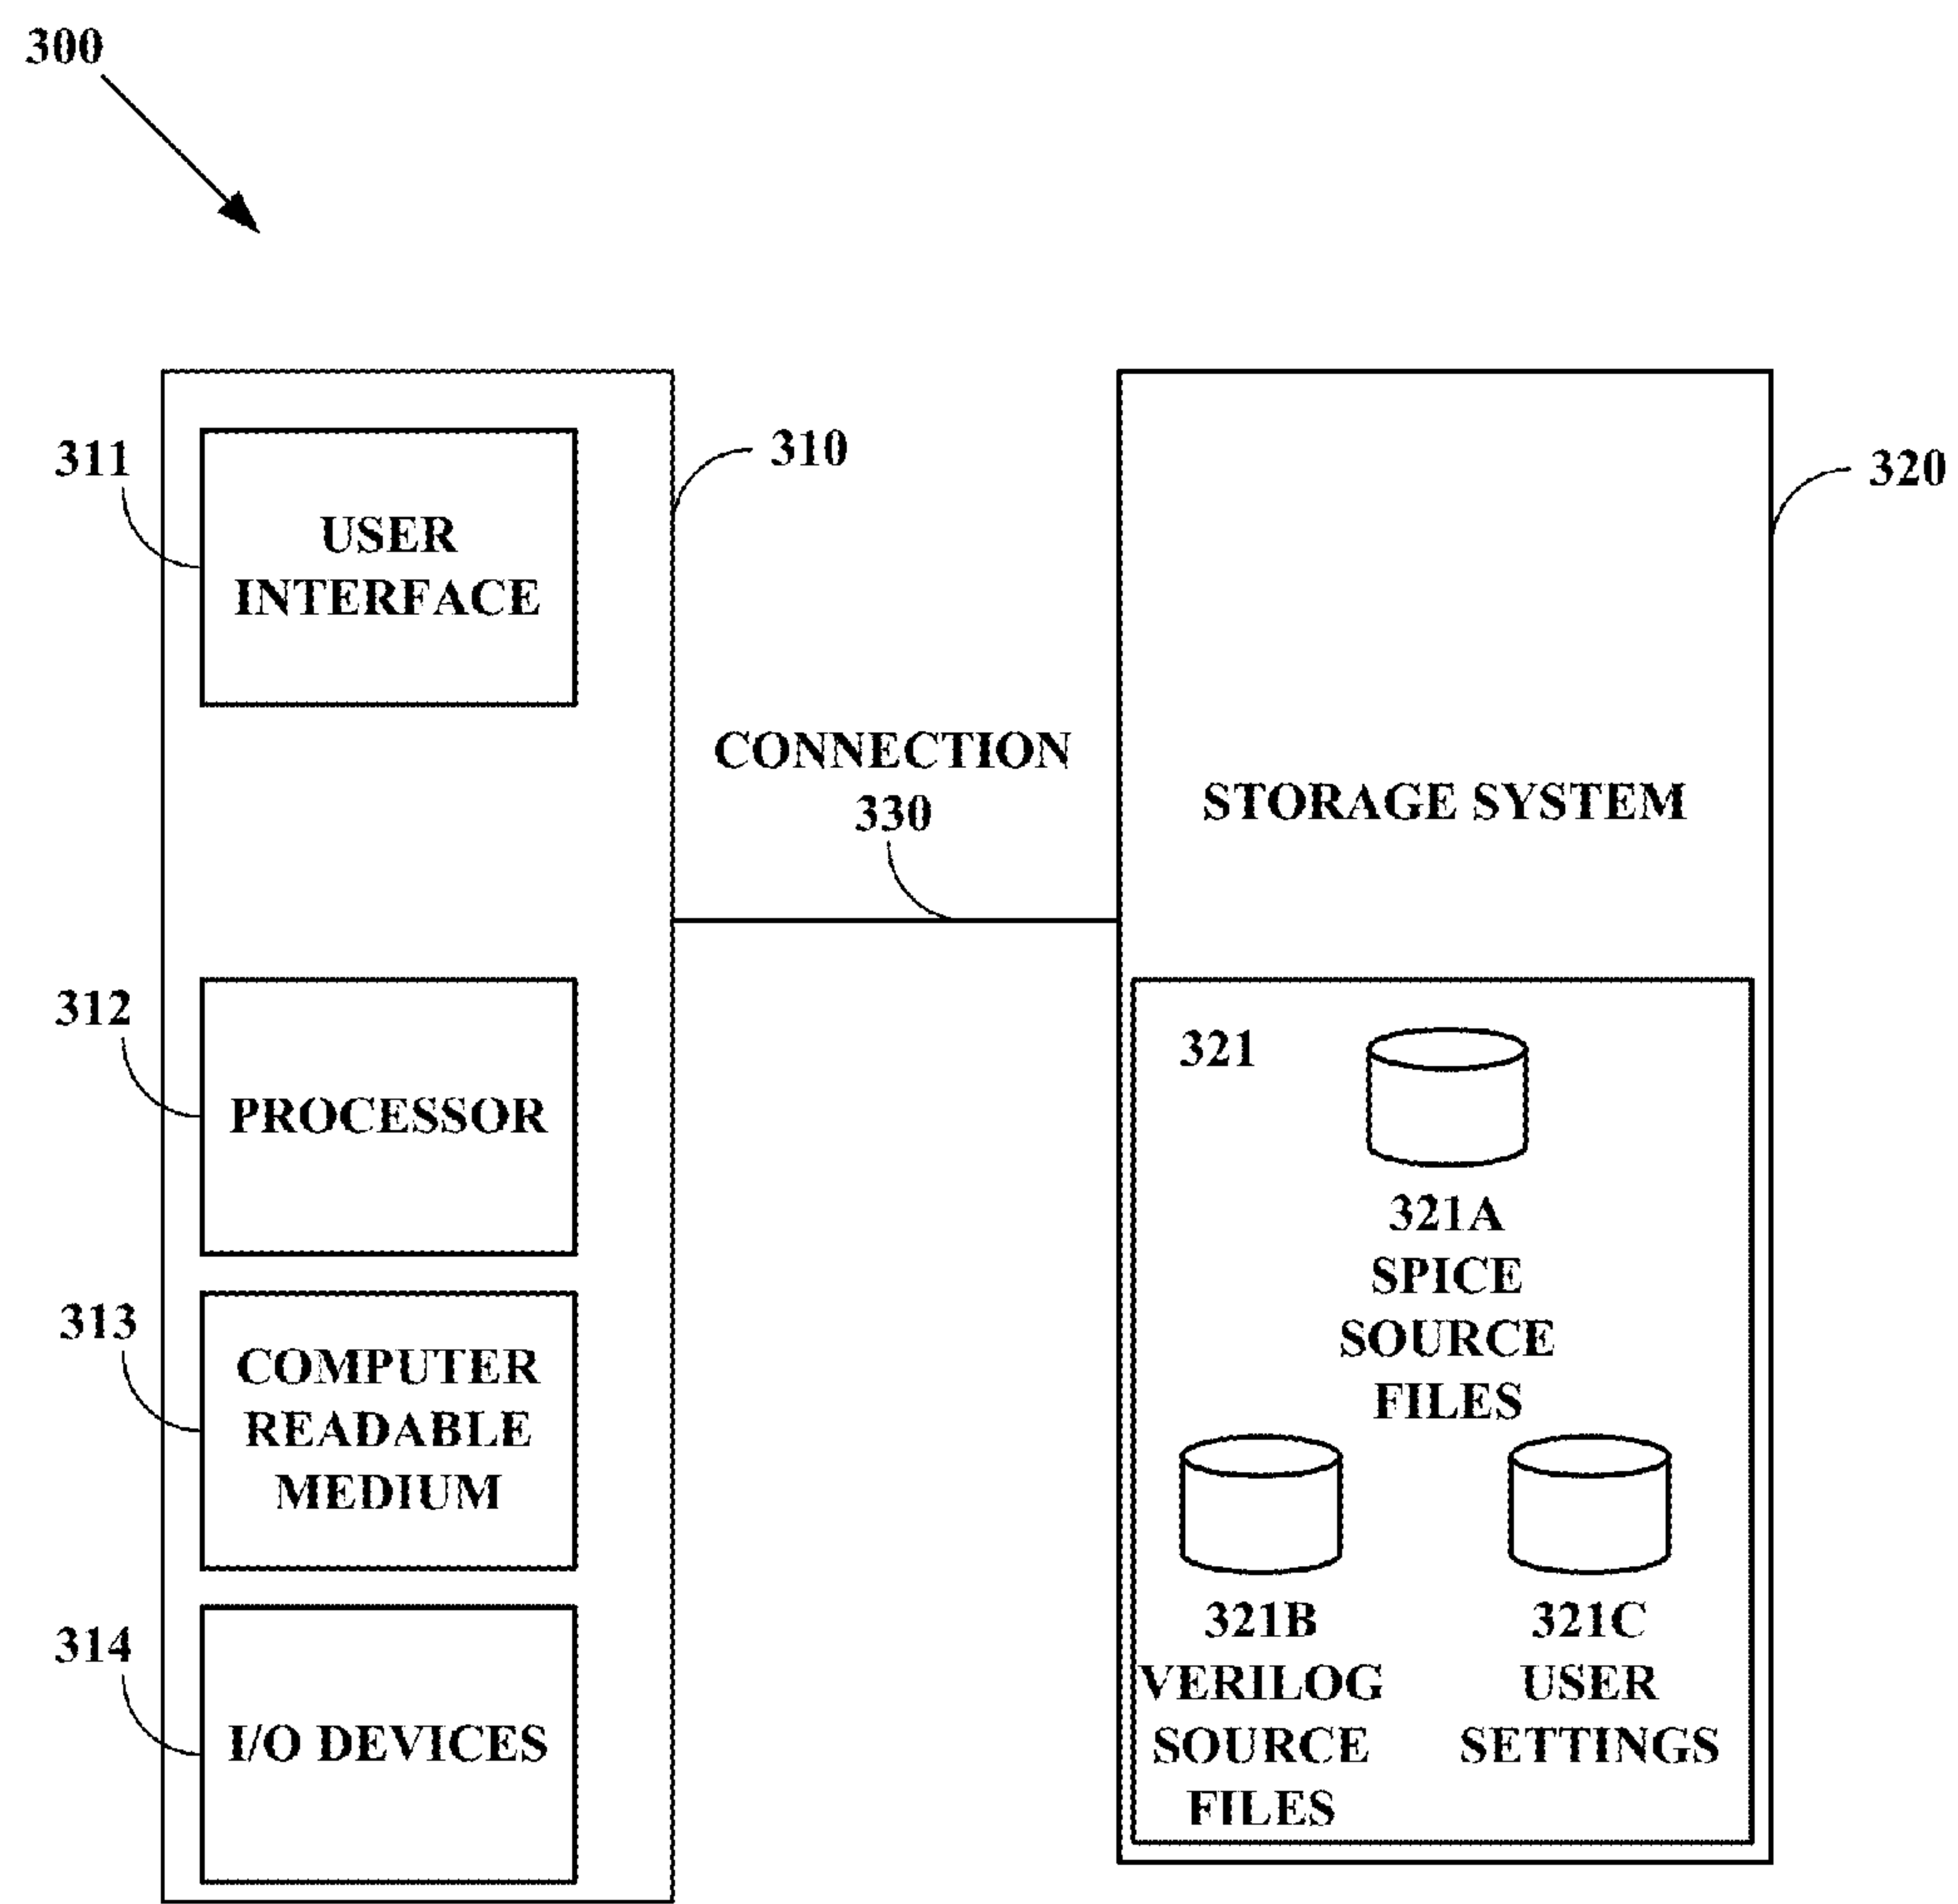 300
311
USER
INTERFACE
310
320
CONNECTION
330
STORAGE SYSTEM
312
PROCESSOR
313
COMPUTER
READABLE
MEDIUM
314
I/O DEVICES
321
321A
SPICE
SOURCE
FILES
321B
VERILOG
SOURCE
FILES
321C
USER
SETTINGS